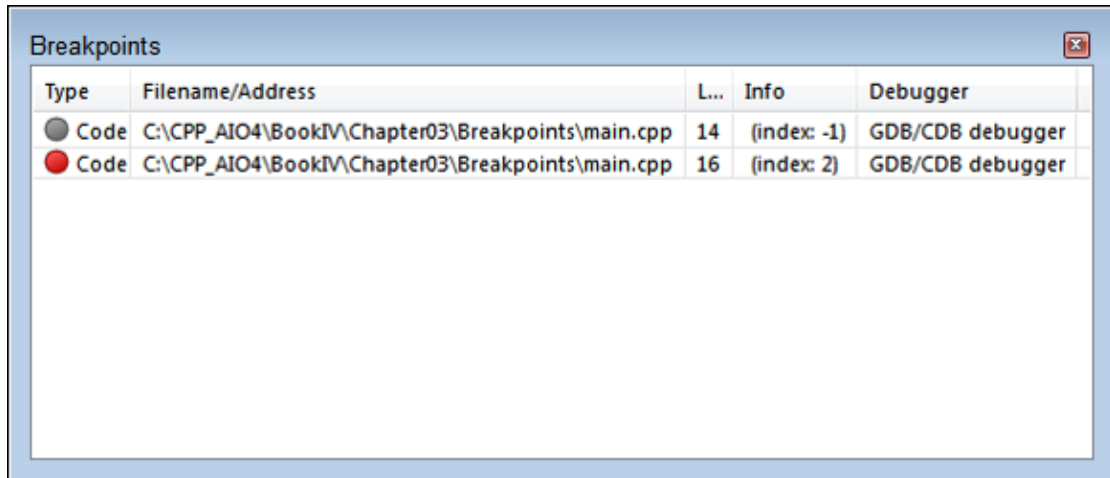 Breakpoints
Type Filename/Address L... Info Debugger
Code C:\CPP_AIO4\BookIV\Chapter03\Breakpoints\main.cpp 14 (index: -1) GDB/CDB debugger
Code C:\CPP_AIO4\BookIV\Chapter03\Breakpoints\main.cpp 16 (index: 2) GDB/CDB debugger